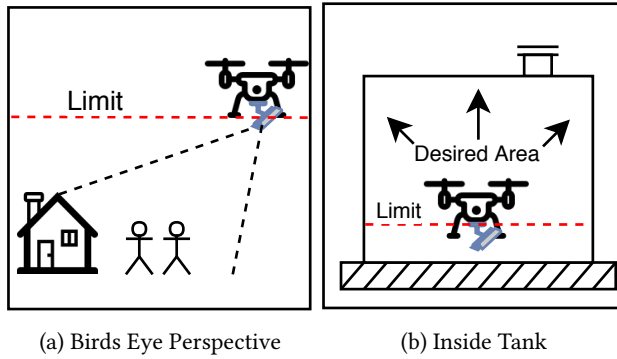 Limit
Desired Area
Limit
(a) Birds Eye Perspective
(b) Inside Tank